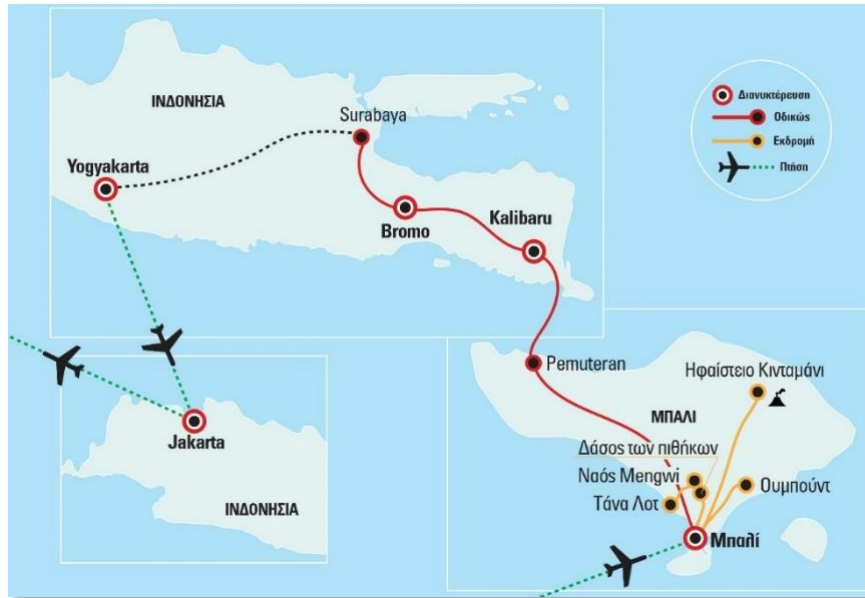 ΙΝΔΟΝΗΣΙΑ
Surabaya
Yogyakarta
Bromo
Kalibaru
Διανυκτέρευση
Οδικώς
Εκδρομή
Πτήση
Jakarta
ΙΝΔΟΝΗΣΙΑ
Pemuteran
Ηφαίστειο Κινταμάνι
ΜΠΑΛΙ
Δάσος των πιθήκων
Ναός Mengwi
Τάνα Λοτ
Ουμπούντ
Μπαλί